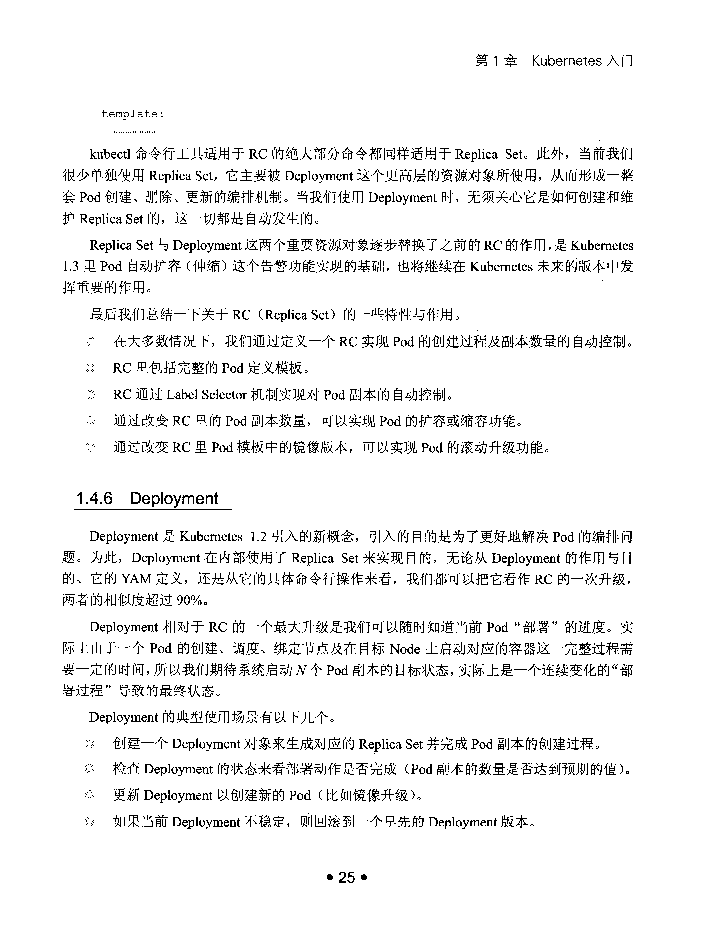 第 1 章 Kubernetes 入门
template:
................
kubectl 命令行工具适用于 RC 的绝大部分命令都同样适用于 Replica Set。此外，当前我们
很少单独使用 Replica Set，它主要被 Deployment 这个更高层的资源对象所使用，从而形成一整
套 Pod 创建、删除、更新的编排机制。当我们使用 Deployment 时，无须关心它是如何创建和维
护 Replica Set 的，这一切都是自动发生的。
Replica Set 与 Deployment 这两个重要资源对象逐步替换了之前的 RC 的作用，是 Kubernetes
1.3 里 Pod 自动扩容（伸缩）这个告警功能实现的基础，也将继续在 Kubernetes 未来的版本中发
挥重要的作用。
最后我们总结一下关于 RC（Replica Set）的一些特性与作用。
在大多数情况下，我们通过定义一个 RC 实现 Pod 的创建过程及副本数量的自动控制。
RC 里包括完整的 Pod 定义模板。
RC 通过 Label Selector 机制实现对 Pod 副本的自动控制。
通过改变 RC 里的 Pod 副本数量，可以实现 Pod 的扩容或缩容功能。
通过改变 RC 里 Pod 模板中的镜像版本，可以实现 Pod 的滚动升级功能。
1.4.6 Deployment
Deployment 是 Kubernetes 1.2 引入的新概念，引入的目的是为了更好地解决 Pod 的编排问
题。为此，Deployment 在内部使用了 Replica Set 来实现目的，无论从 Deployment 的作用与目
的、它的 YAM 定义，还是从它的具体命令行操作来看，我们都可以把它看作 RC 的一次升级，
两者的相似度超过 90%。
Deployment 相对于 RC 的一个最大升级是我们可以随时知道当前 Pod“部署”的进度。实
际上由于一个 Pod 的创建、调度、绑定节点及在目标 Node 上启动对应的容器这一完整过程需
要一定的时间，所以我们期待系统启动 N 个 Pod 副本的目标状态，实际上是一个连续变化的“部
署过程”导致的最终状态。
Deployment 的典型使用场景有以下几个。
创建一个 Deployment 对象来生成对应的 Replica Set 并完成 Pod 副本的创建过程。
检查 Deployment 的状态来看部署动作是否完成（Pod 副本的数量是否达到预期的值）。
更新 Deployment 以创建新的 Pod（比如镜像升级）。
如果当前 Deployment 不稳定，则回滚到一个早先的 Deployment 版本。
• 25 •